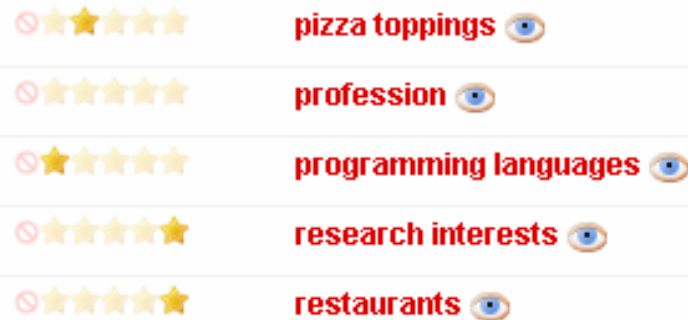 pizza toppings
profession
programming languages
research interests
restaurants